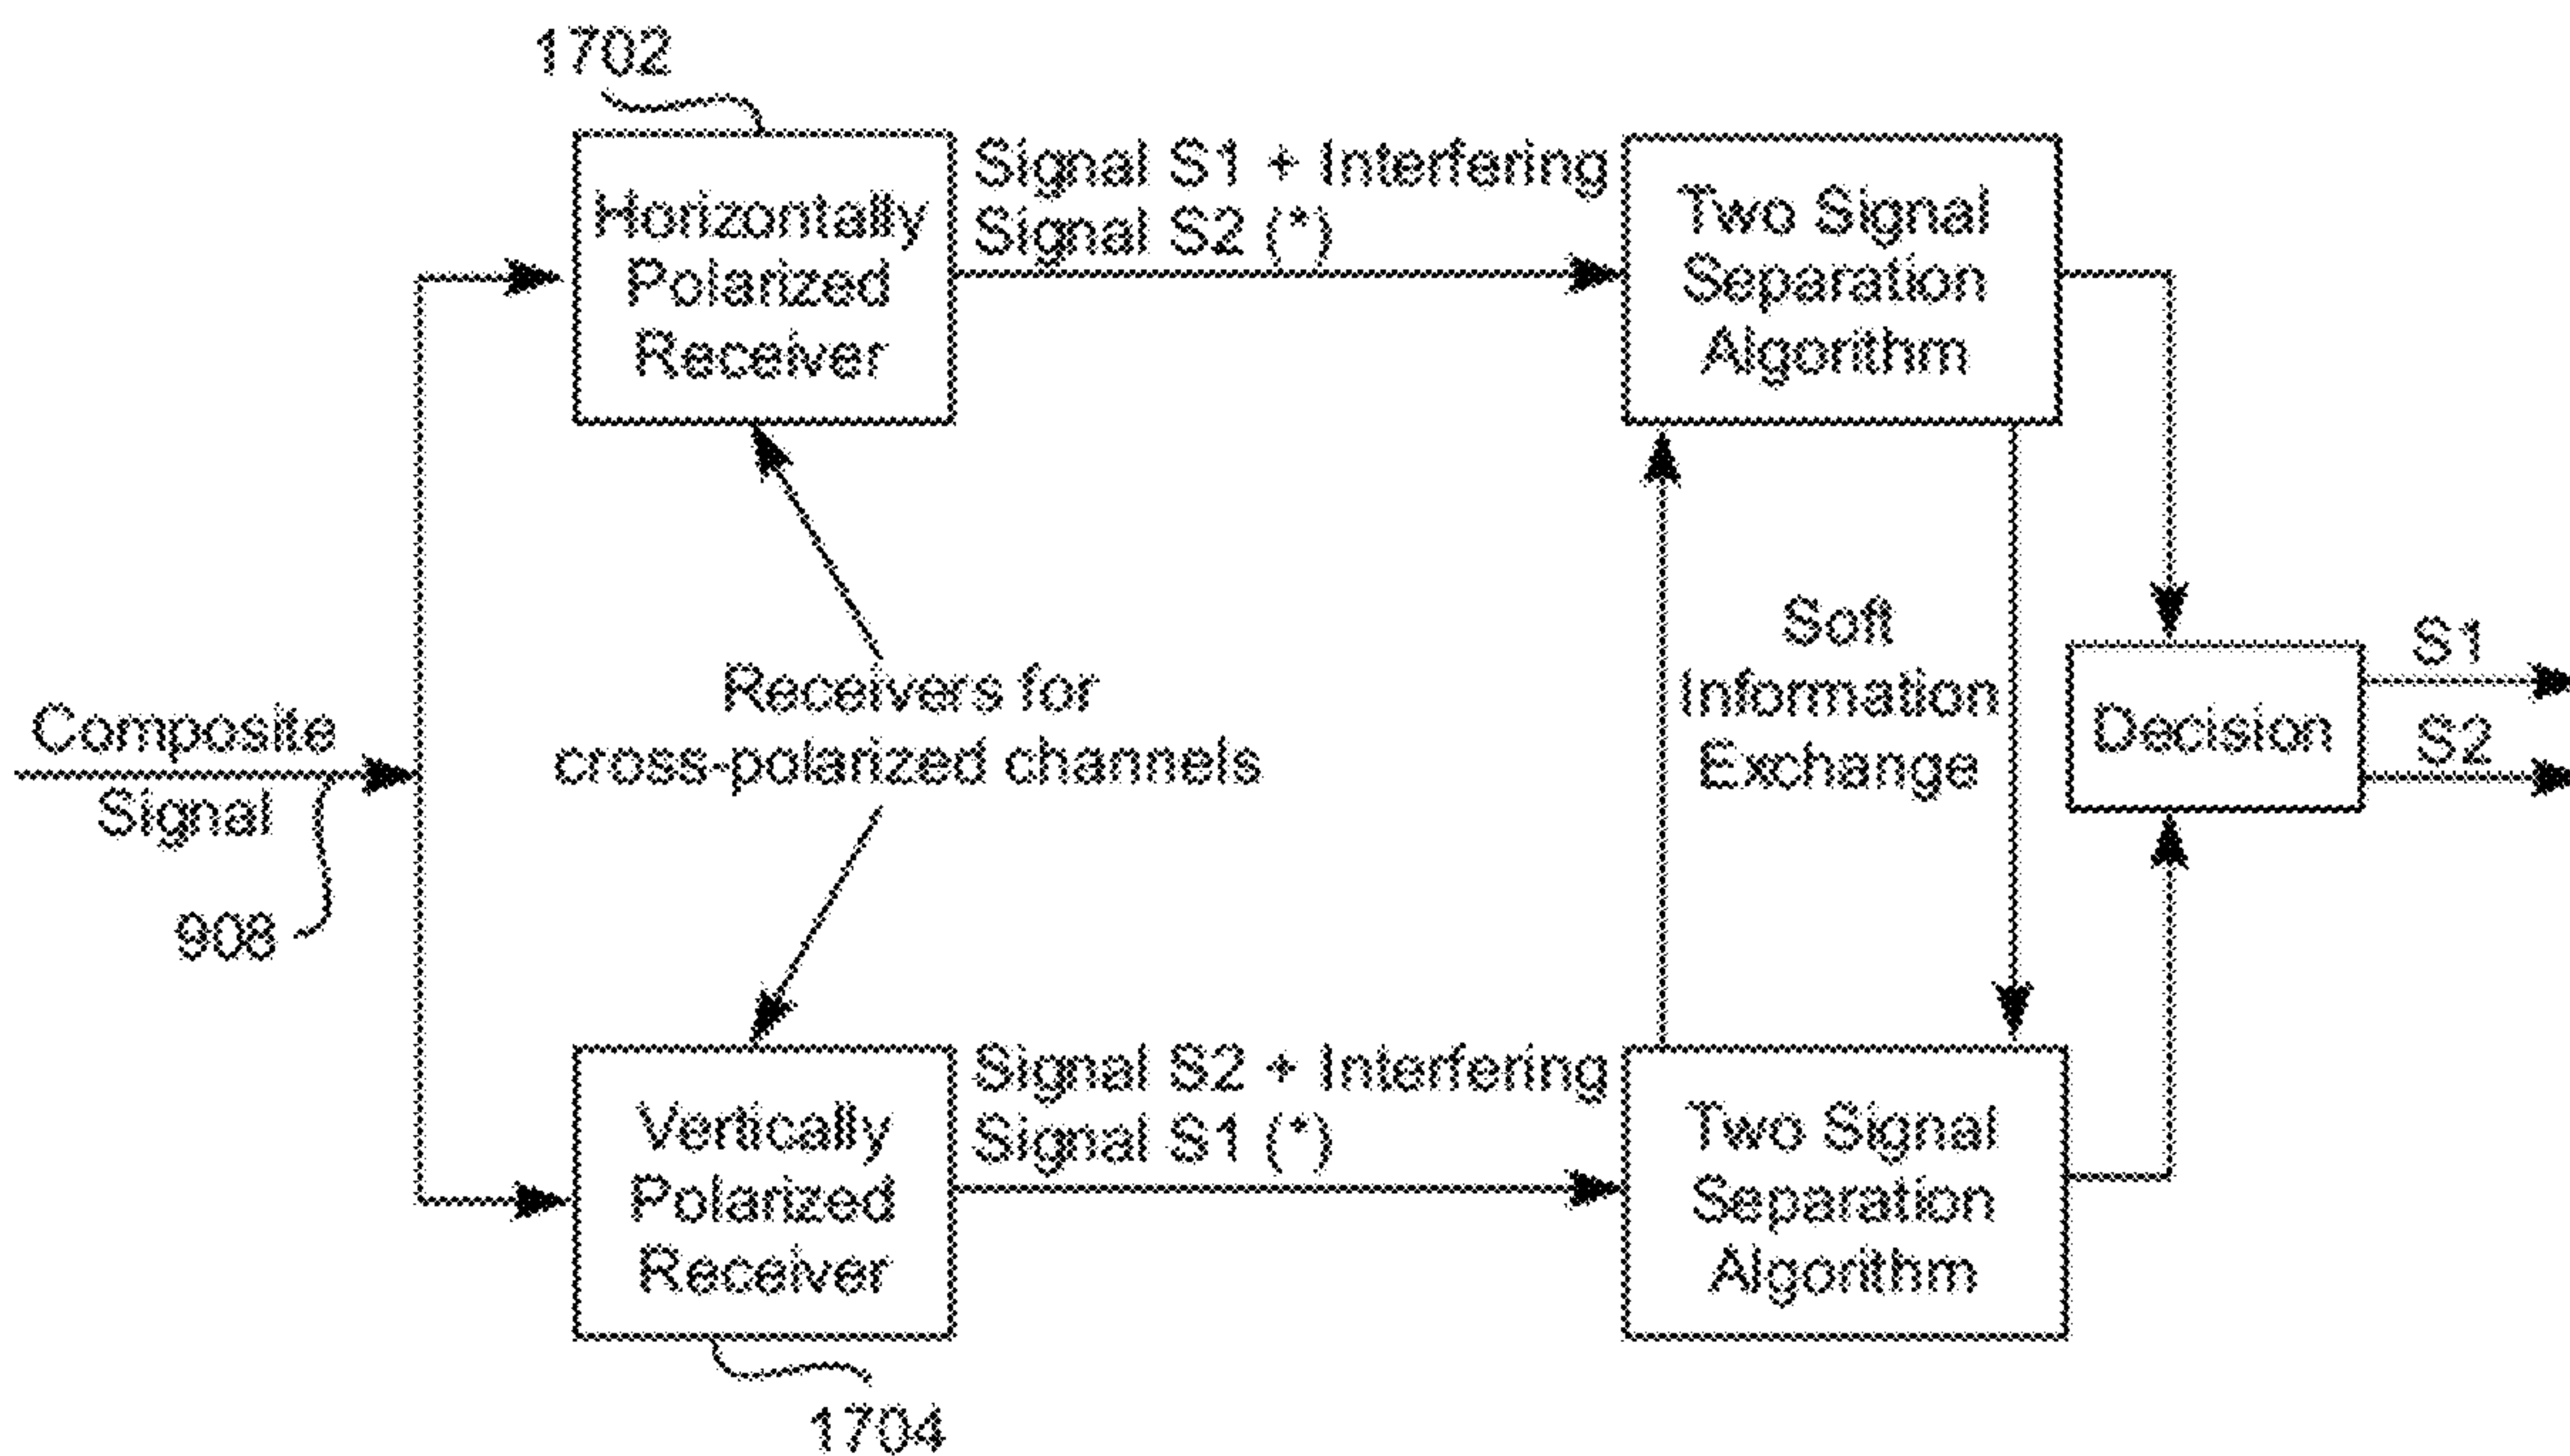 1702
Horizontally
Polarized
Receiver
Signal S1 + Interfering
Signal S2 (*)
Two Signal
Separation
Algorithm
Composite
Signal
908
Receivers for
cross-polarized channels
Soft
Information
Exchange
Decision
S1
S2
Vertically
Polarized
Receiver
1704
Signal S2 + Interfering
Signal S1 (*)
Two Signal
Separation
Algorithm